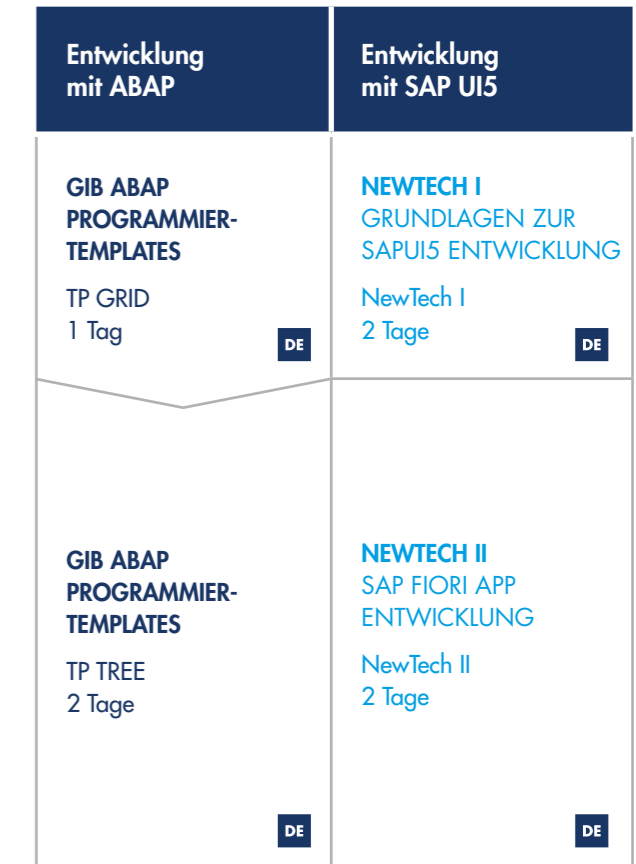 Entwicklung
mit ABAP
GIB ABAP
PROGRAMMIER-
TEMPLATES
TP GRID
1 Tag
DE
GIB ABAP
PROGRAMMIER-
TEMPLATES
TP TREE
2 Tage
DE
Entwicklung
mit SAP UI5
NEWTECH I
GRUNDLAGEN ZUR
SAPUI5 ENTWICKLUNG
NewTech I
2 Tage
DE
NEWTECH II
SAP FIORI APP
ENTWICKLUNG
NewTech II
2 Tage
DE